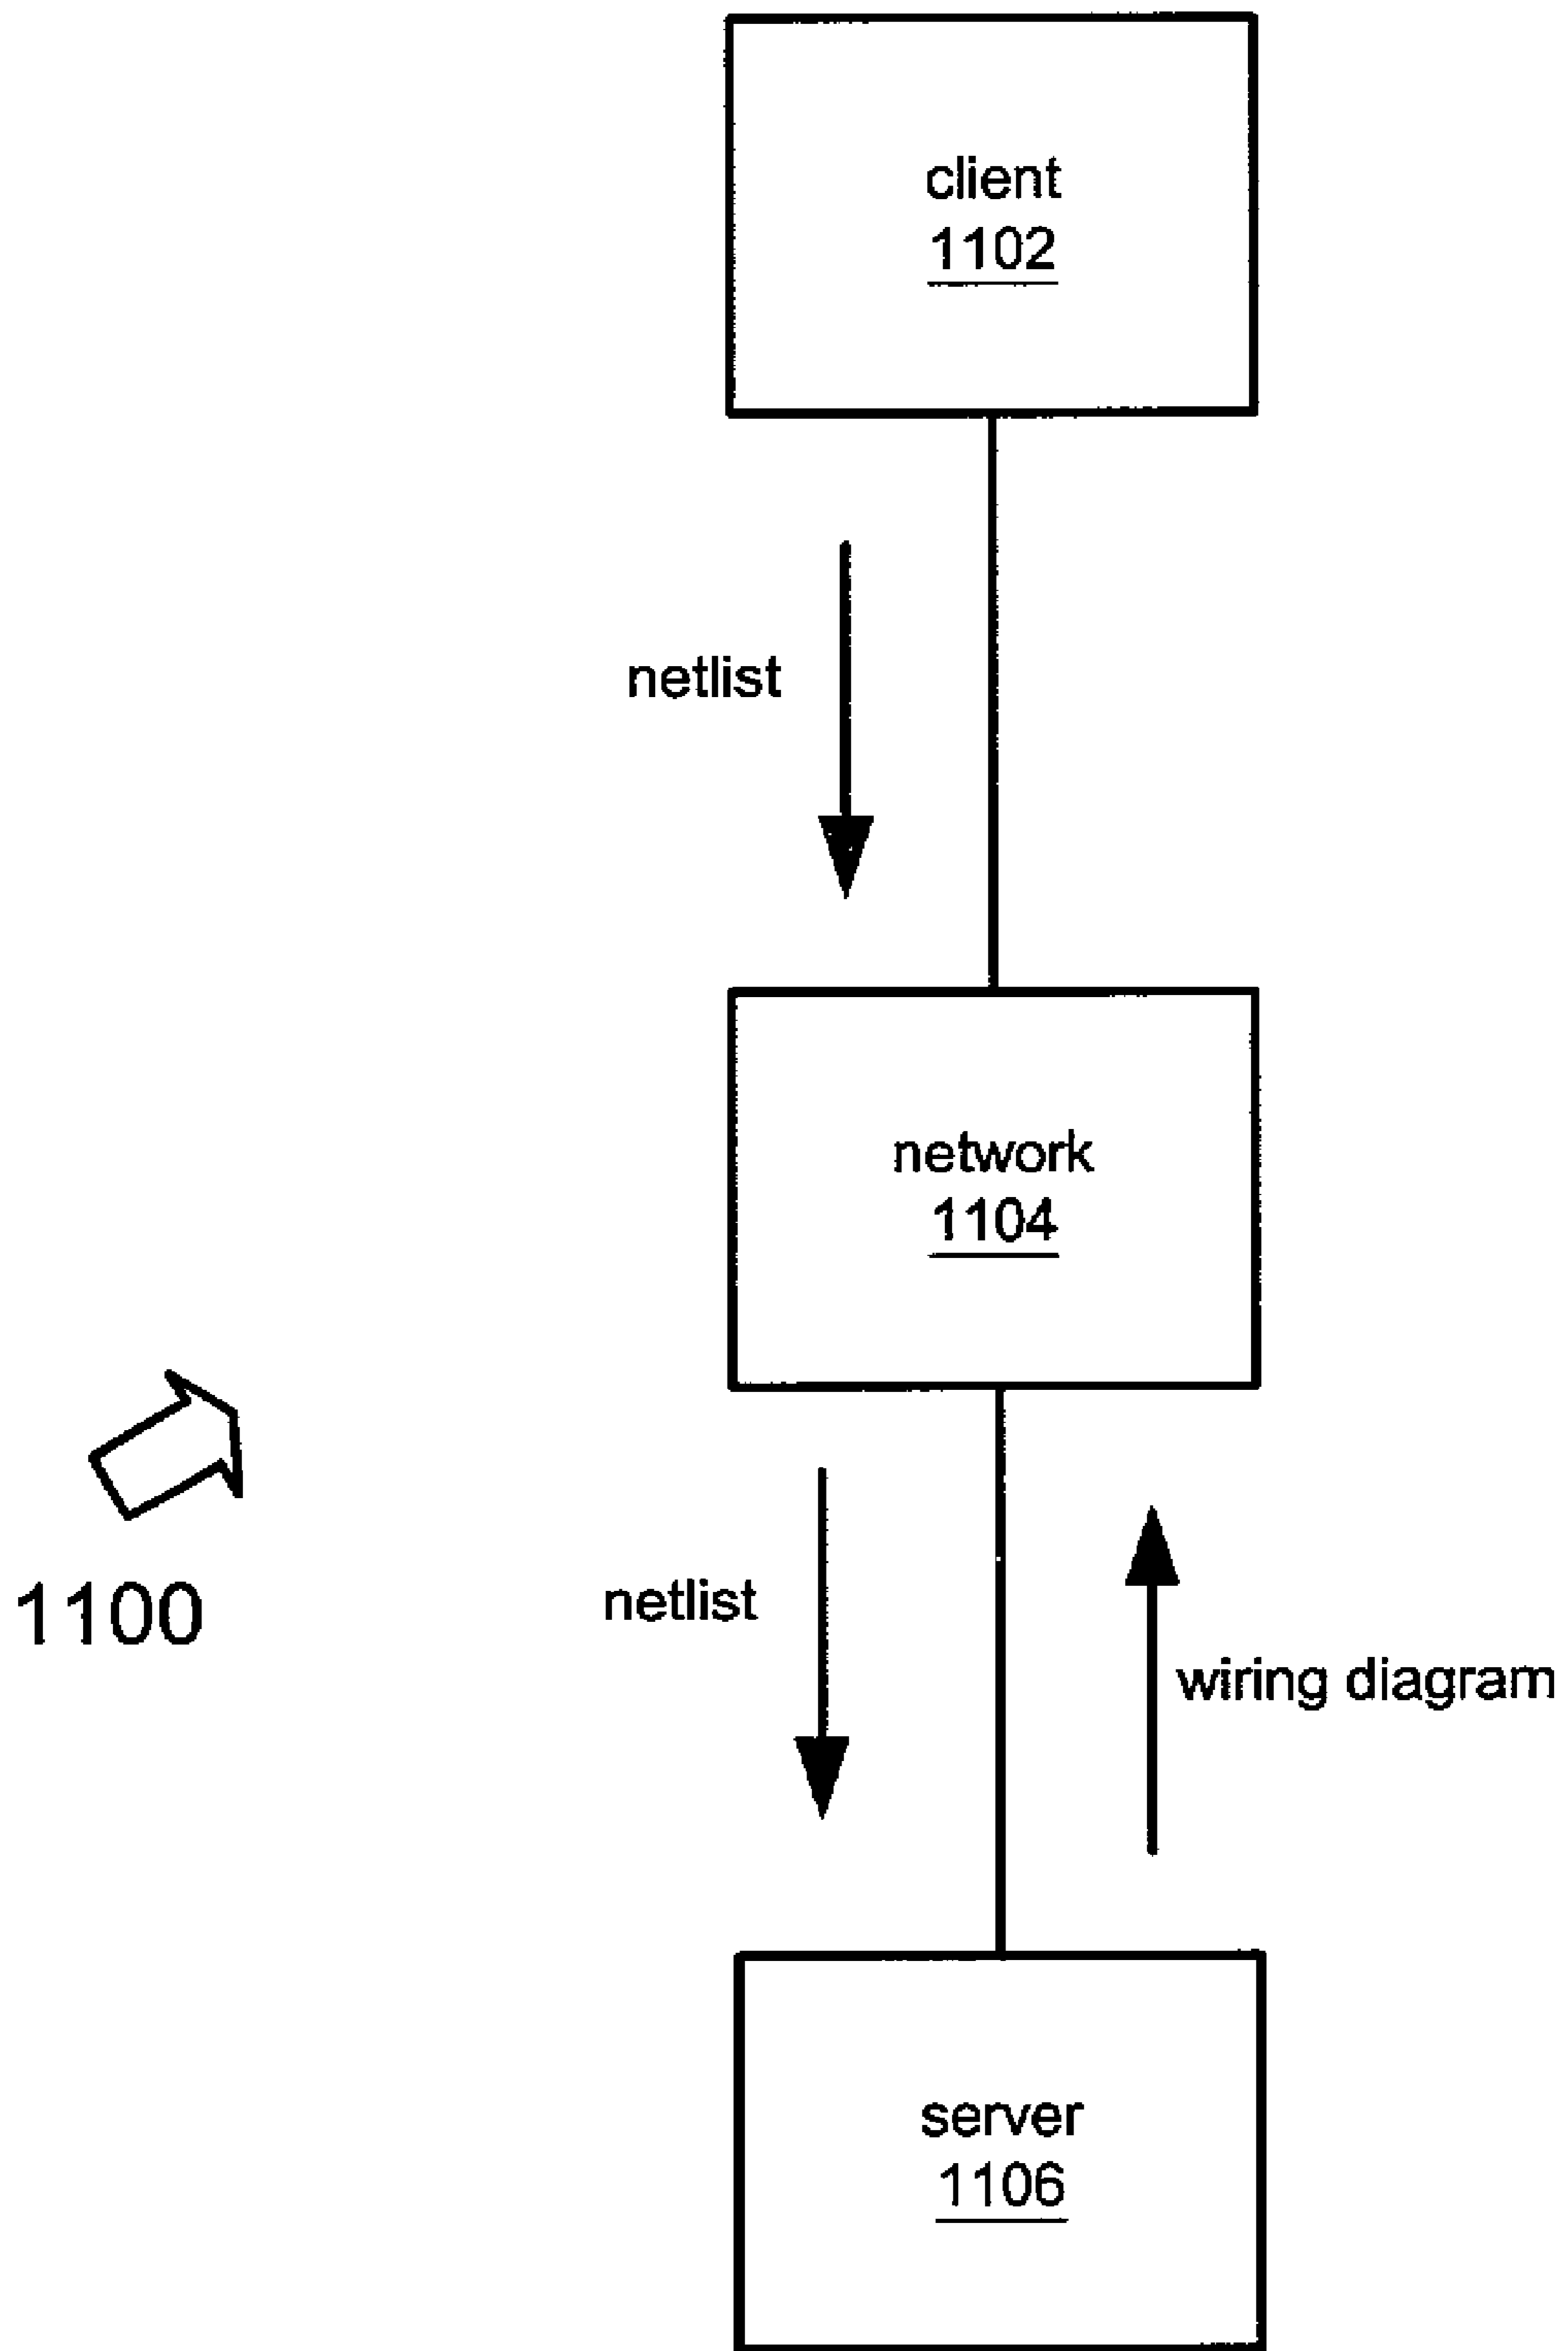 client
1102
netlist
network
1104
1100
netlist
wiring diagram
server
1106